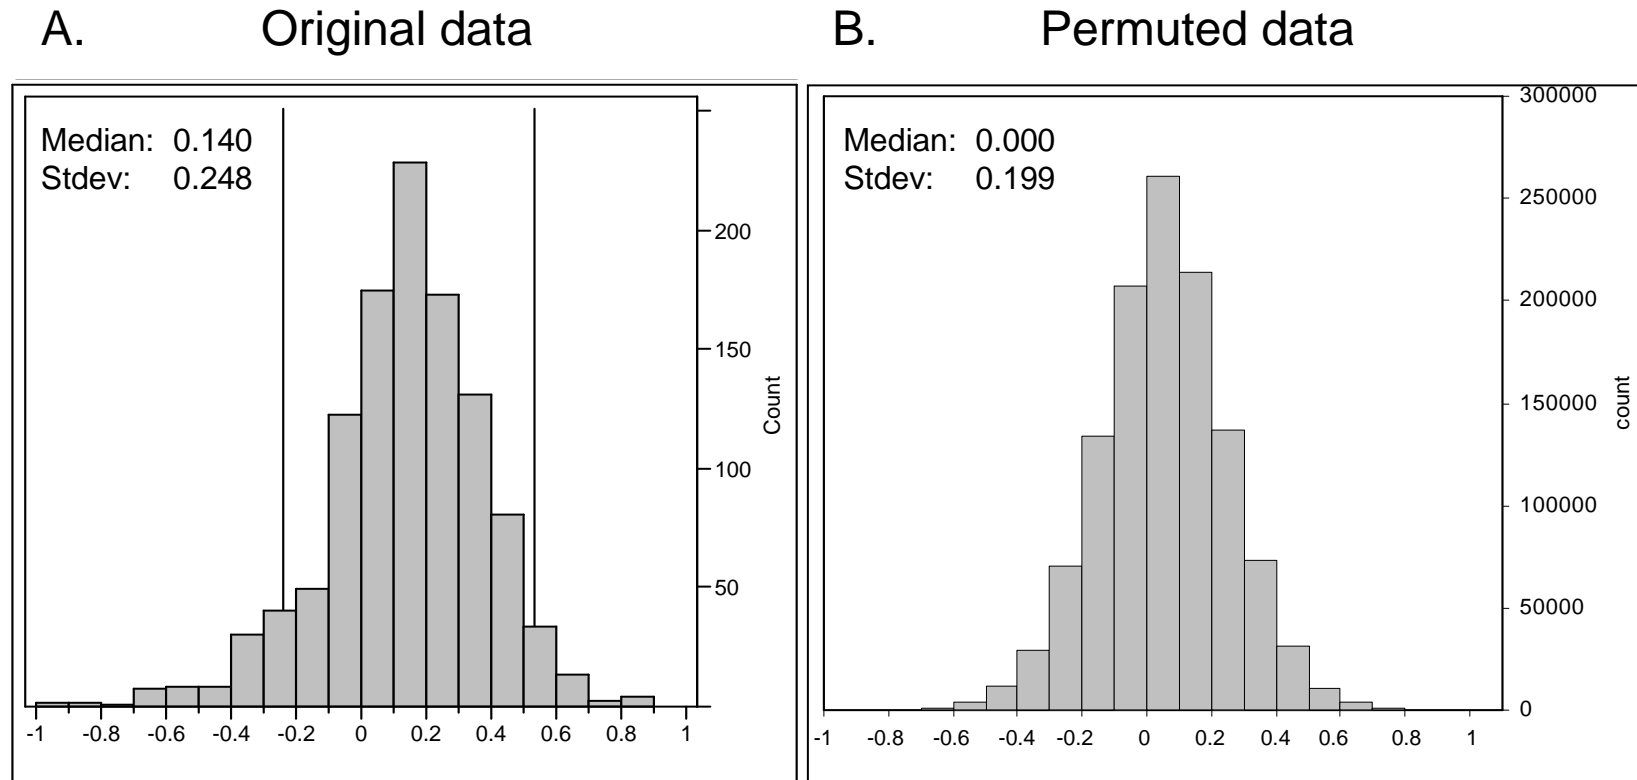 A. Original data
Median: 0.140
Stdev: 0.248
200
150
100
50
Count
-1 -0.8 -0.6 -0.4 -0.2 0 0.2 0.4 0.6 0.8 1
B. Permuted data
Median: 0.000
Stdev: 0.199
300000
250000
200000
150000
100000
50000
0
count
-1 -0.8 -0.6 -0.4 -0.2 0 0.2 0.4 0.6 0.8 1